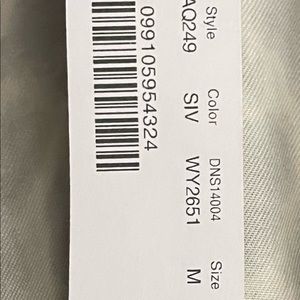 Style Color DNS14004 Size
AQ249 SIV WY2651 M
099105954324